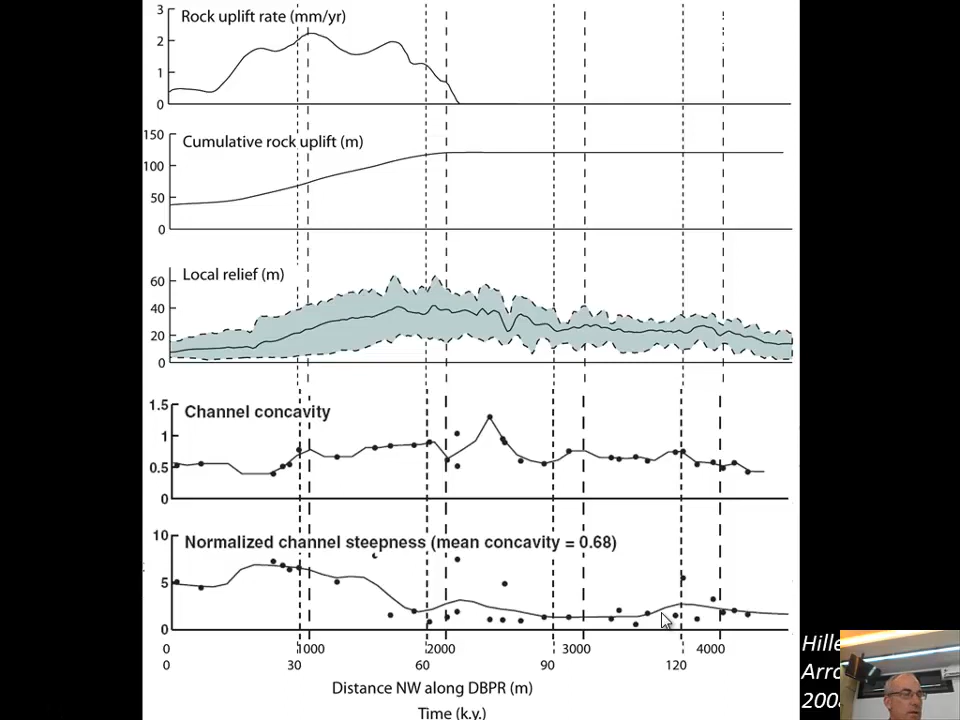 Rock uplift rate (mm/yr)
3
2
1
0
Cumulative rock uplift (m)
150
100
50
0
Local relief (m)
60
40
20
0
Channel concavity
1.5
1
0.5
0
Normalized channel steepness (mean concavity = 0.68)
10
5
0
0 1000 2000 3000 4000
0 30 60 90 120
Distance NW along DBPR (m)
Time (k.y.)